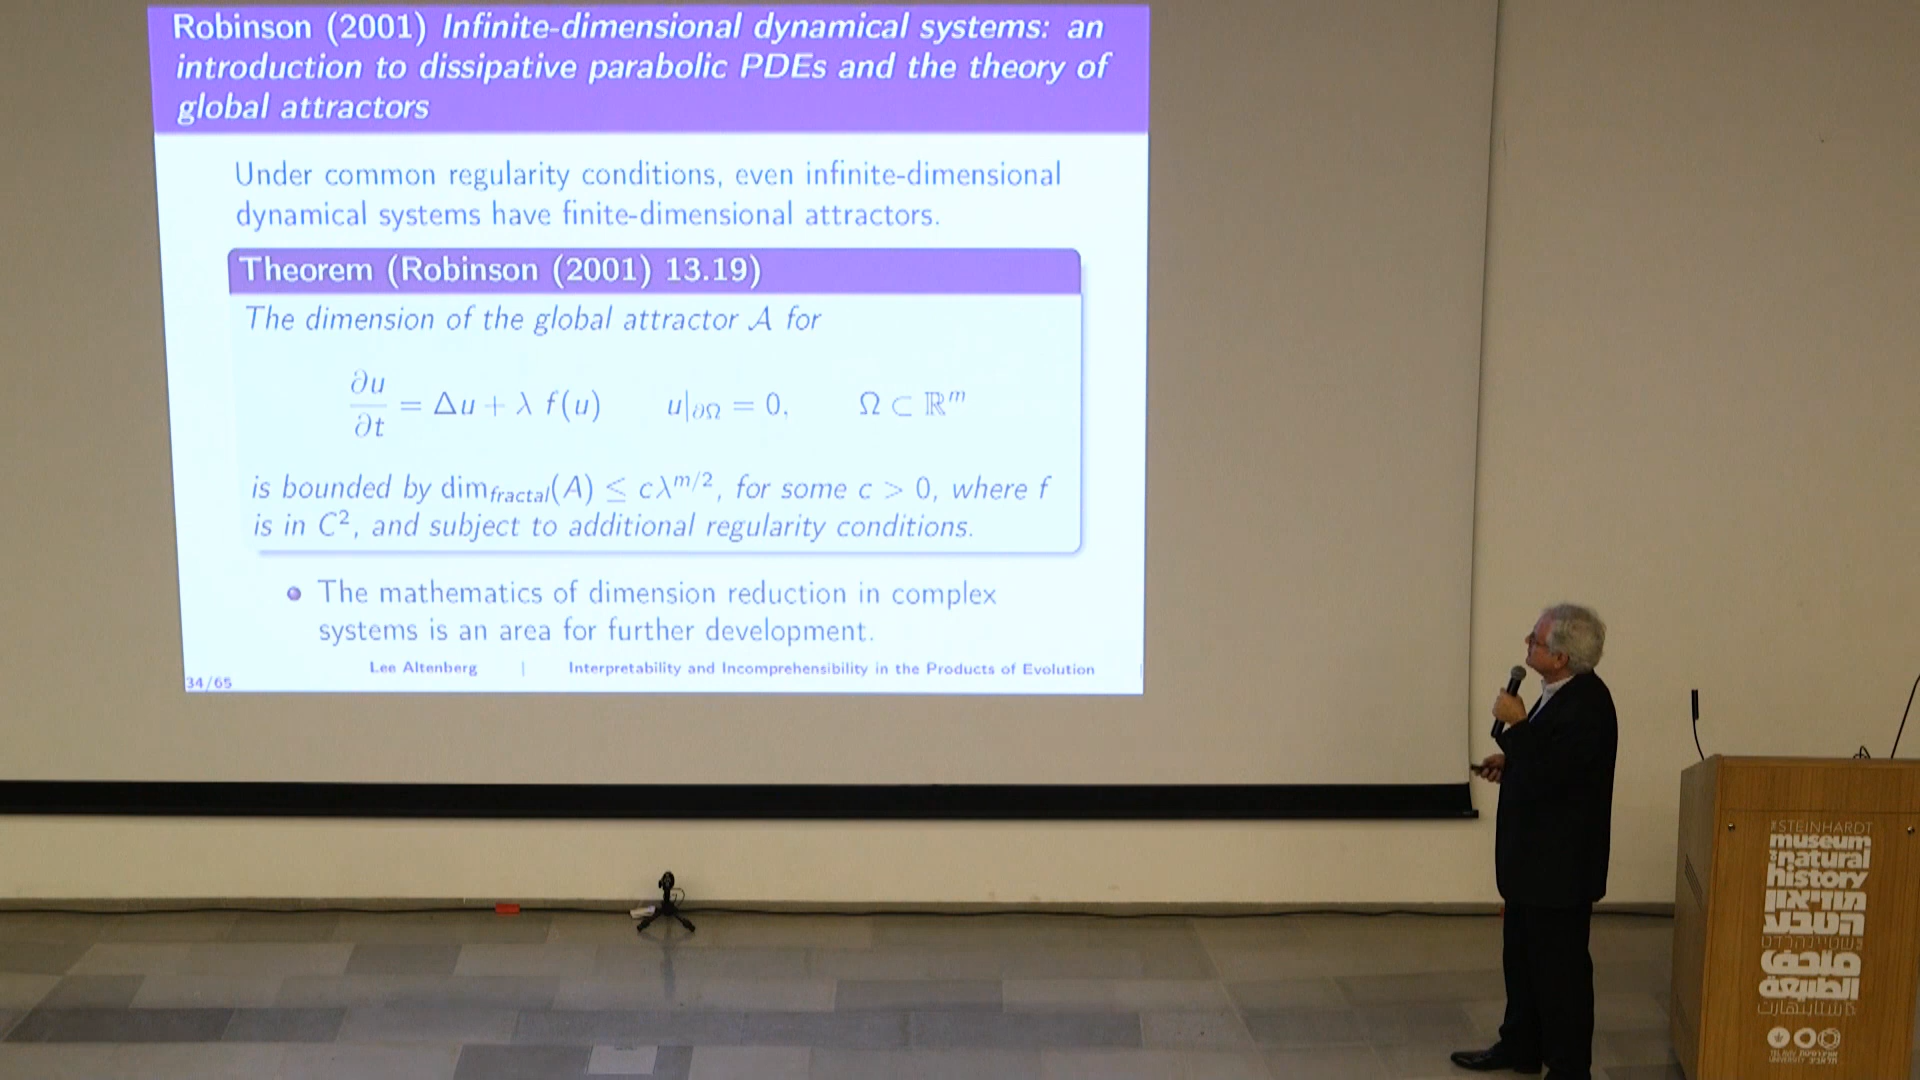 Robinson (2001) Infinite-dimensional dynamical systems: an
introduction to dissipative parabolic PDEs and the theory of
global attractors
Under common regularity conditions, even infinite-dimensional
dynamical systems have finite-dimensional attractors.
Theorem (Robinson (2001) 13.19)
The dimension of the global attractor 𝒜 for
∂u/∂t = Δu + λ f(u)   u|∂Ω = 0,   Ω ⊂ ℝ^m
is bounded by dim_fractal(A) ≤ cλ^{m/2}, for some c > 0, where f
is in C², and subject to additional regularity conditions.
The mathematics of dimension reduction in complex
systems is an area for further development.
Lee Altenberg | Interpretability and Incomprehensibility in the Products of Evolution
34/65
STEINHARDT
museum
of natural
history
מוזיאון
הטבע
متحف
الطبيعة
TEL AVIV
UNIVERSITY